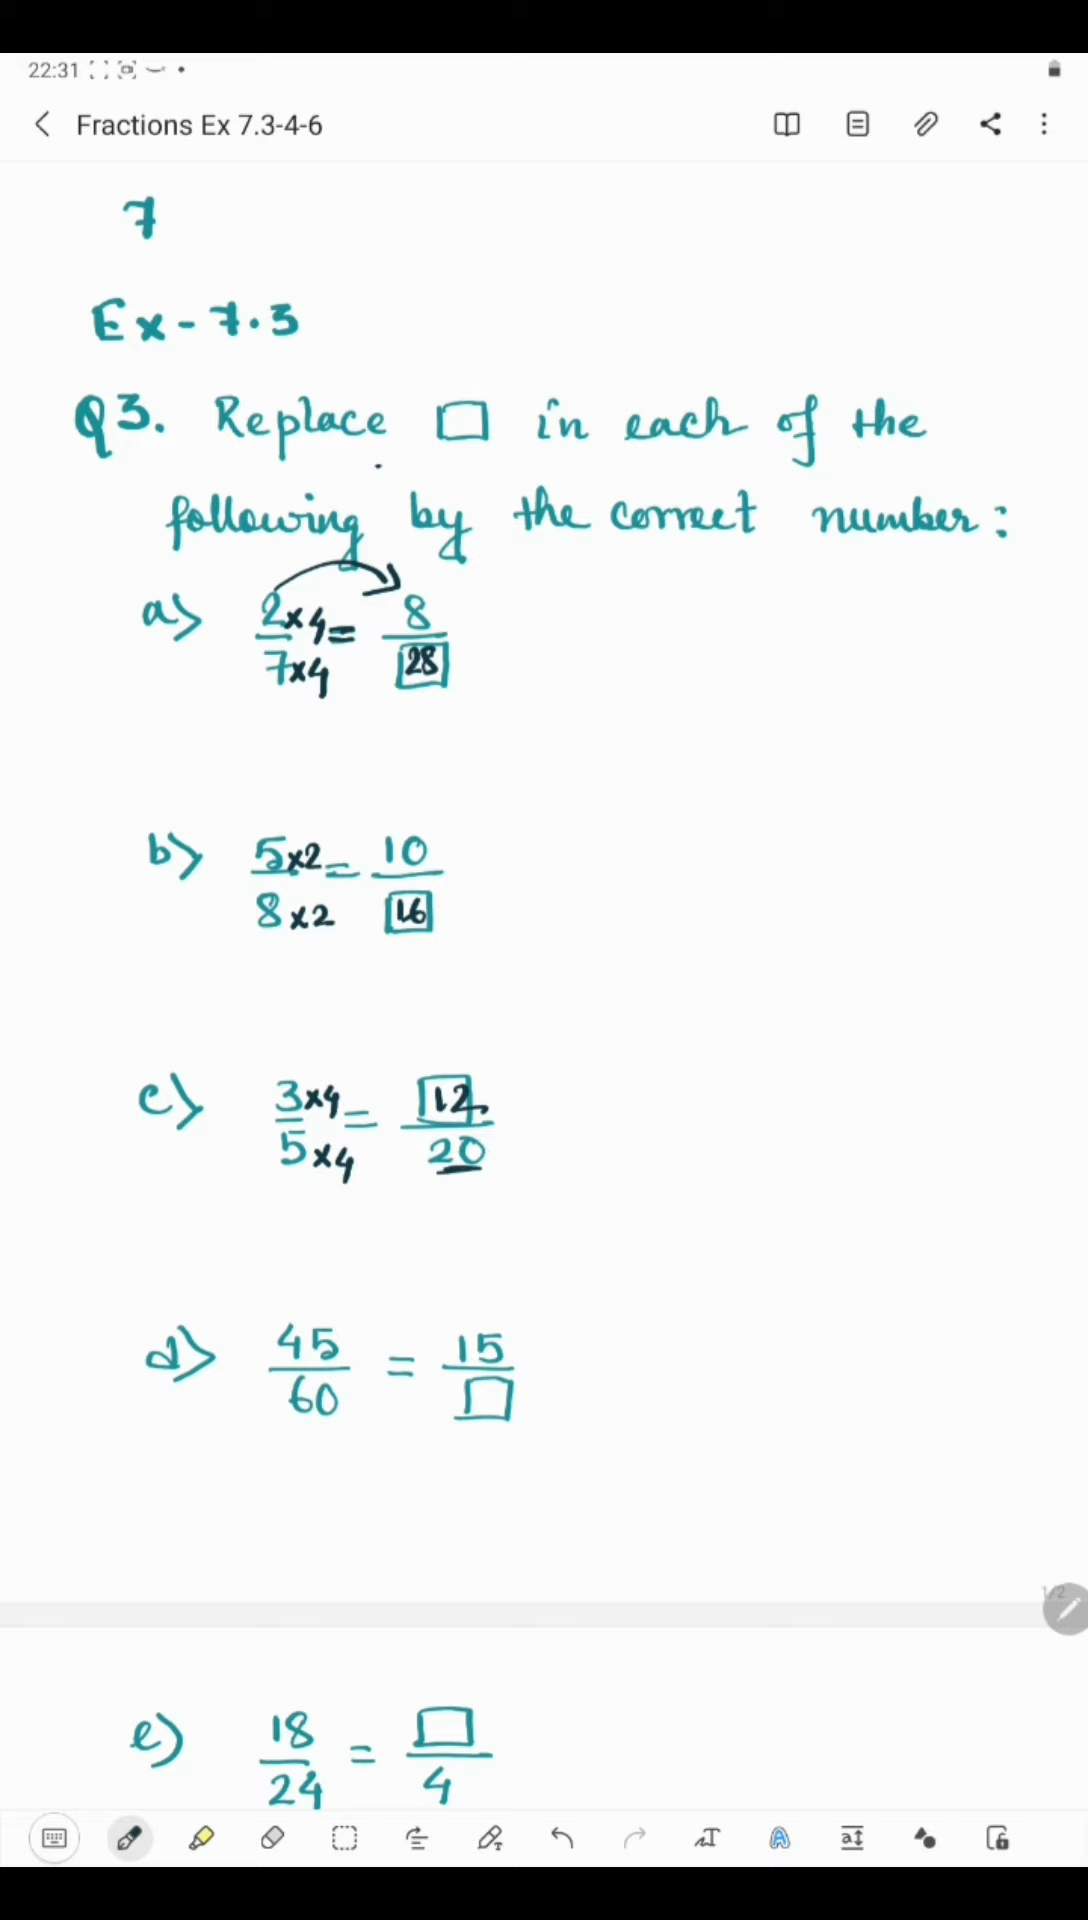 22:31
Fractions Ex 7.3-4-6
7
Ex - 7.3
Q3. Replace □ in each of the
following by the correct number:
a) 2×4/7×4 = 8/28
b) 5×2/8×2 = 10/16
c) 3×4/5×4 = 12/20
d) 45/60 = 15/□
1/2
e) 18/24 = □/4